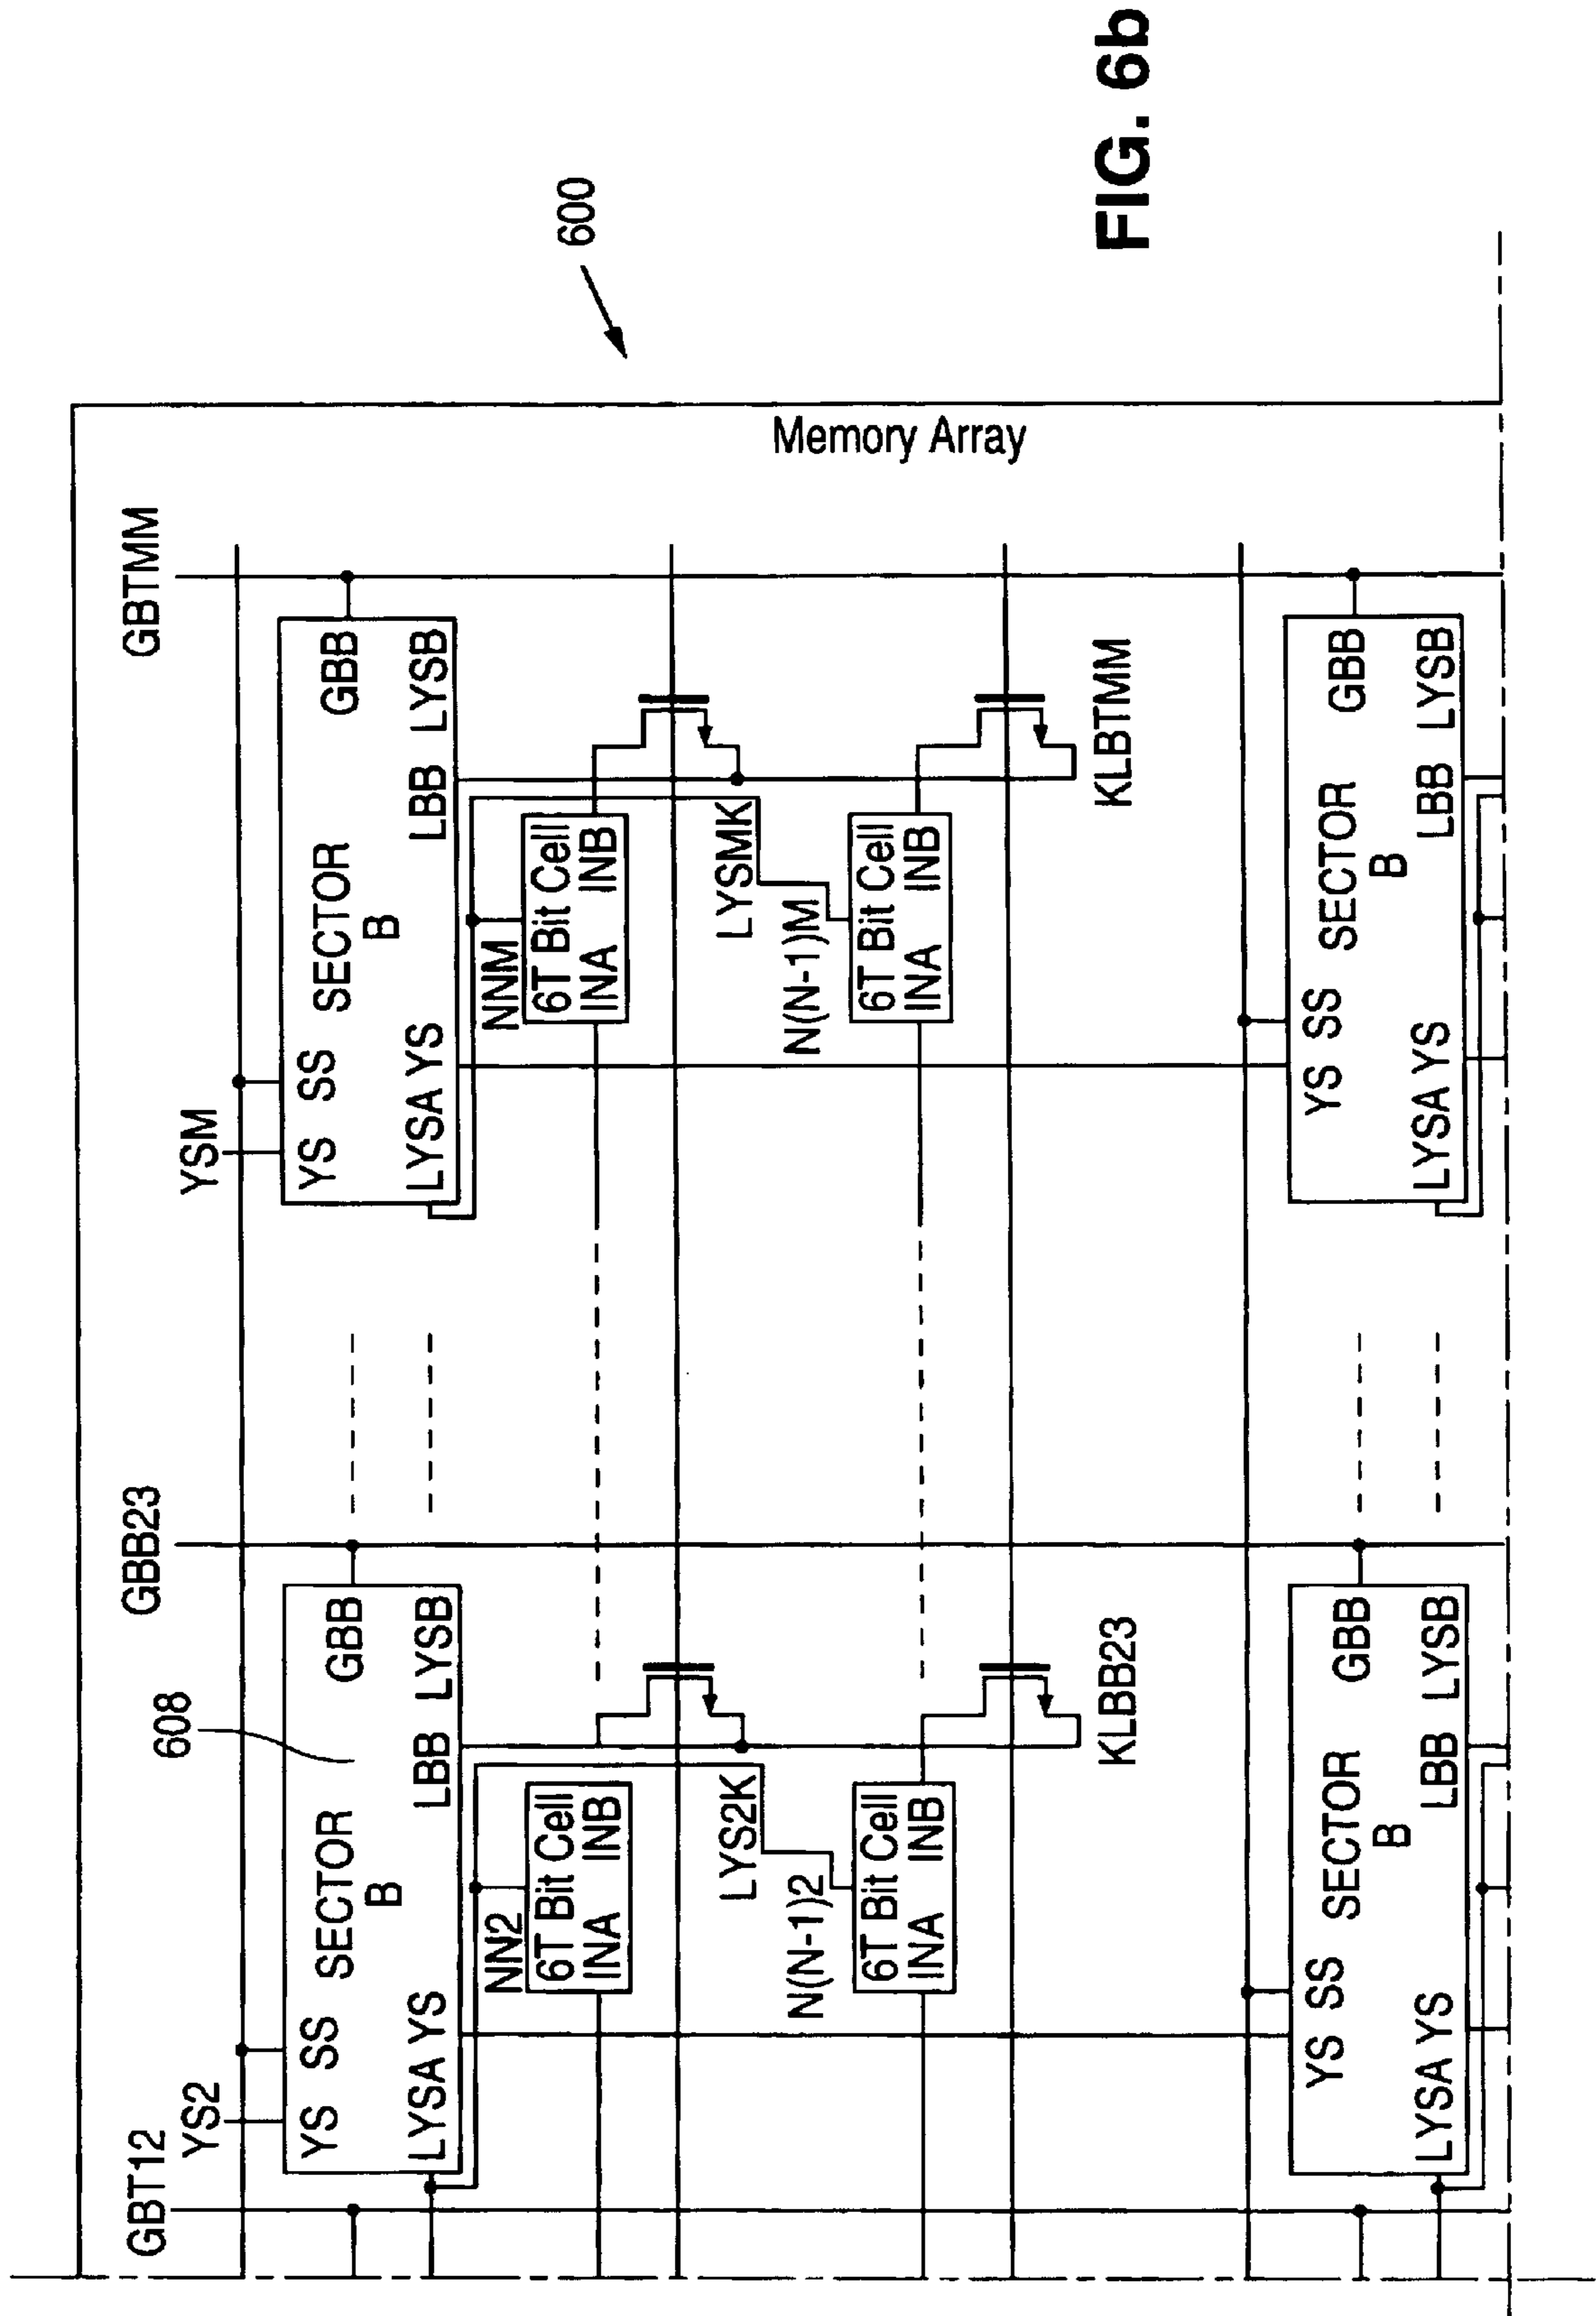 FIG. 6b
600
Memory Array
GBT12
YS2
608
GBB23
YSM
GBTMM
YS SS
SECTOR
B
GBB
LYSA YS
LBB LYSB
YS SS
SECTOR
B
GBB
LYSA YS
LBB LYSB
NN2
6T Bit Cell
INA INB
NNM
6T Bit Cell
INA INB
LYS2K
LYSMK
N(N-1)2
6T Bit Cell
INA INB
N(N-1)M
6T Bit Cell
INA INB
KLBB23
KLBTMM
YS SS
SECTOR
B
GBB
LYSA YS
LBB LYSB
YS SS
SECTOR
B
GBB
LYSA YS
LBB LYSB